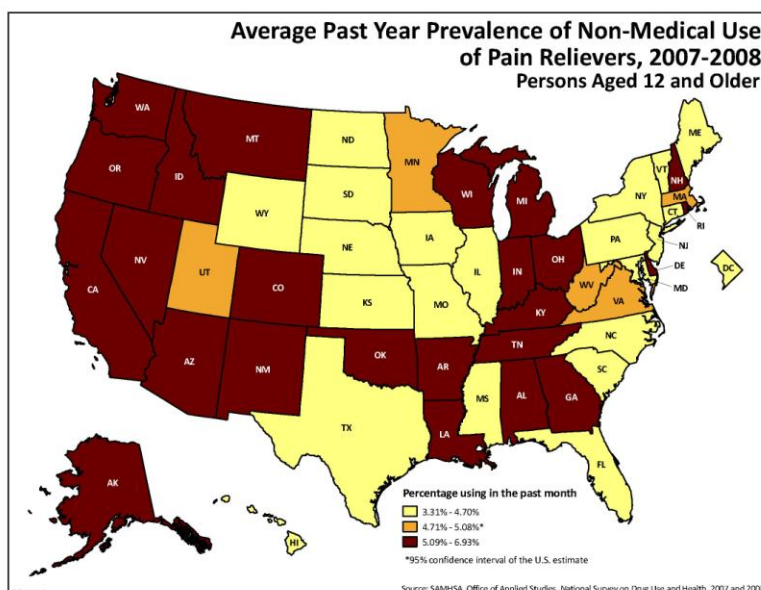 Average Past Year Prevalence of Non-Medical Use
of Pain Relievers, 2007-2008
Persons Aged 12 and Older
WA
MT
ND
MN
ME
OR
ID
SD
WI
MI
VT
NH
NY
MA
WY
CT
RI
IA
PA
NJ
NE
NV
UT
IL
IN
OH
DE
DC
CO
WV
MD
CA
KS
MO
VA
KY
NC
TN
AZ
NM
OK
AR
SC
MS
AL
GA
TX
LA
FL
AK
HI
Percentage using in the past month
3.31% - 4.70%
4.71% - 5.08%*
5.09% - 6.93%
*95% confidence interval of the U.S. estimate
Source: SAMHSA, Office of Applied Studies, National Survey on Drug Use and Health, 2007 and